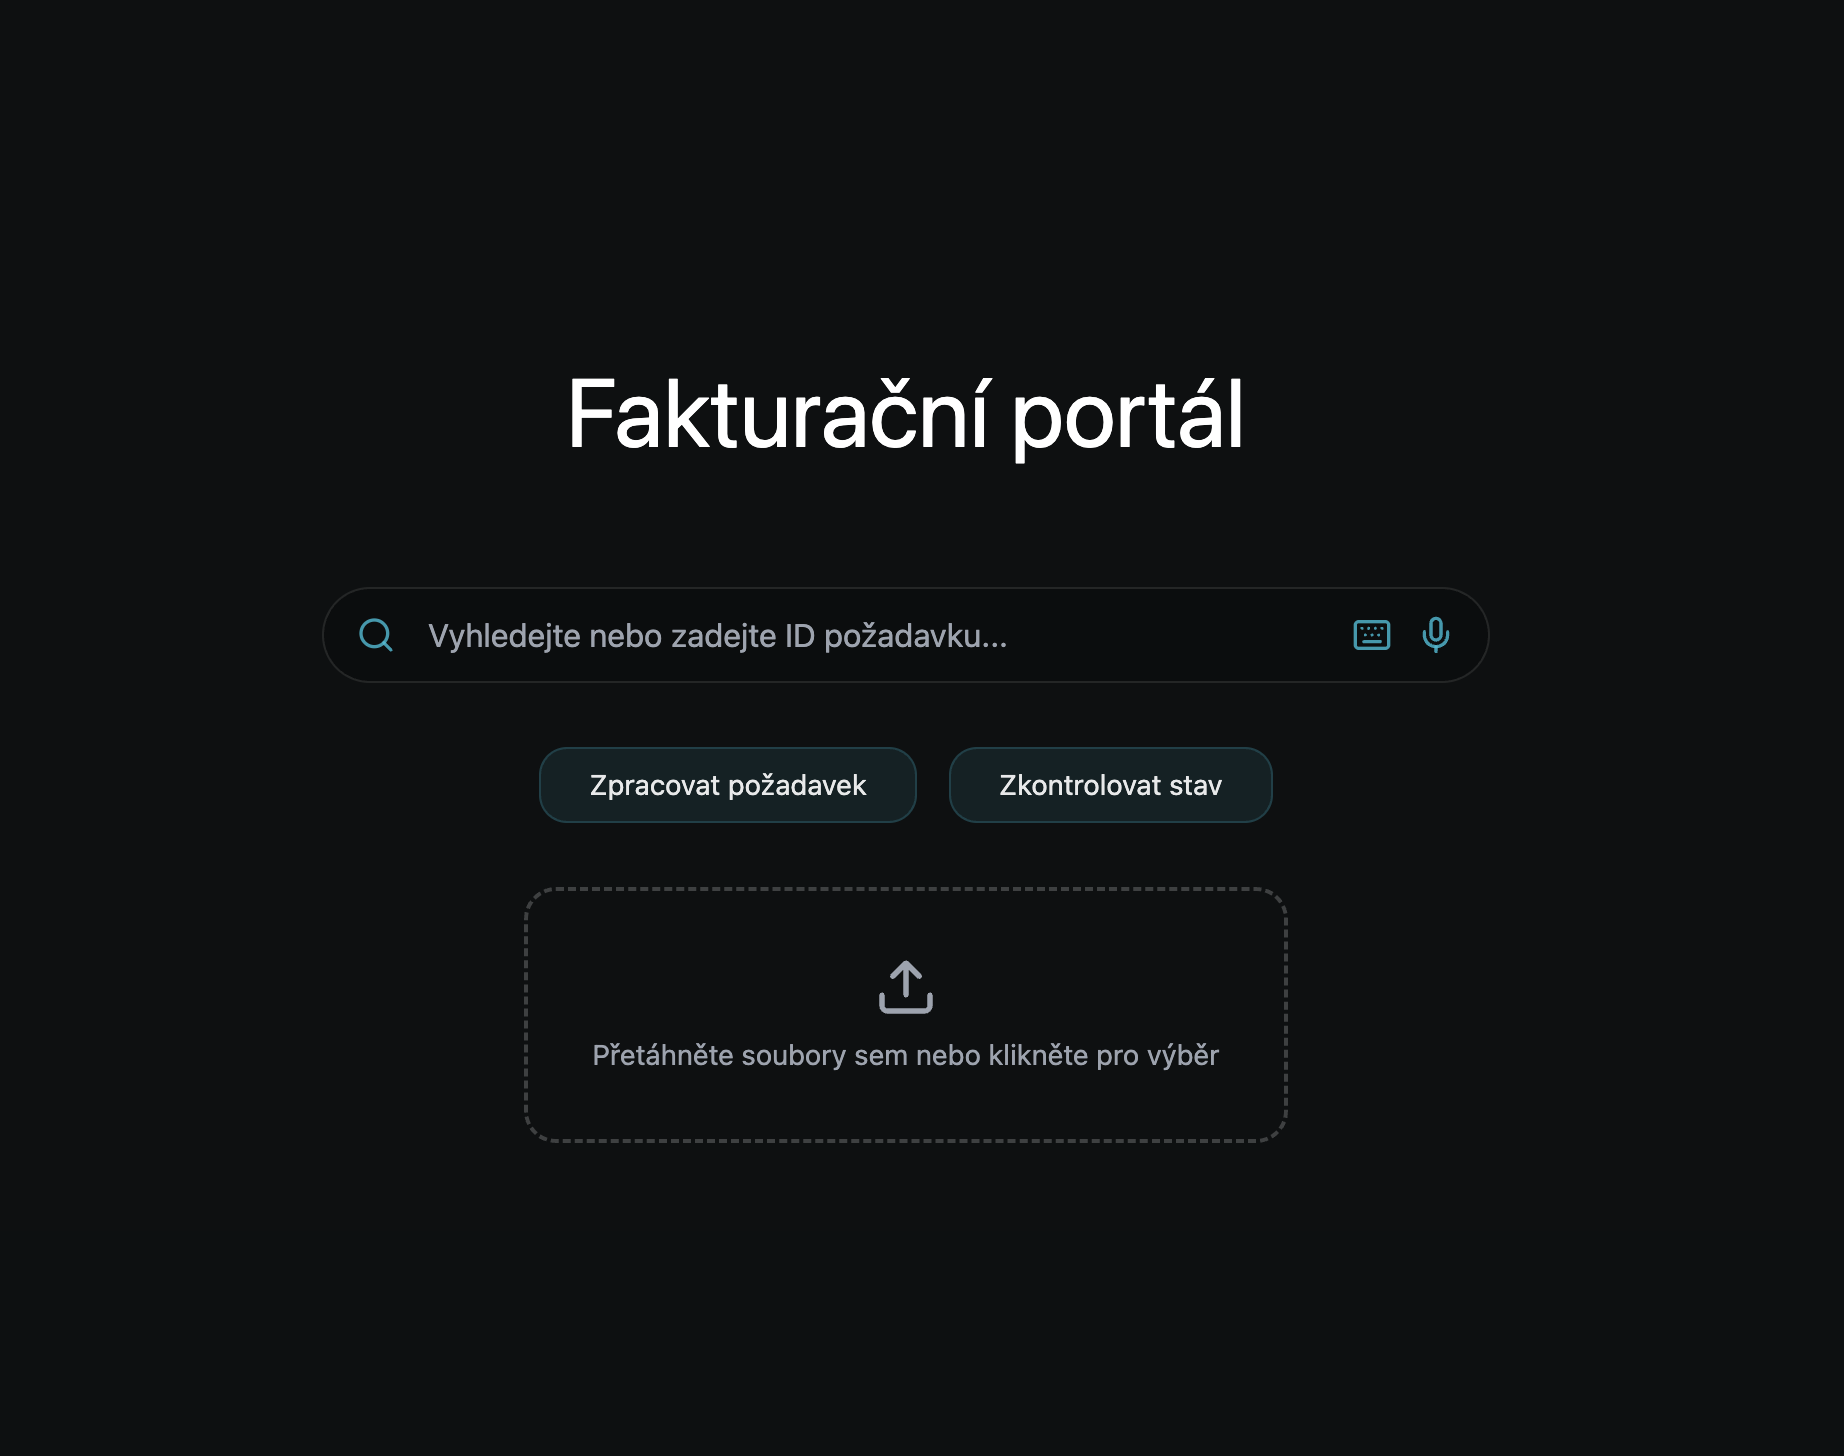 Fakturační portál
Vyhledejte nebo zadejte ID požadavku...
Zpracovat požadavek
Zkontrolovat stav
Přetáhněte soubory sem nebo klikněte pro výběr